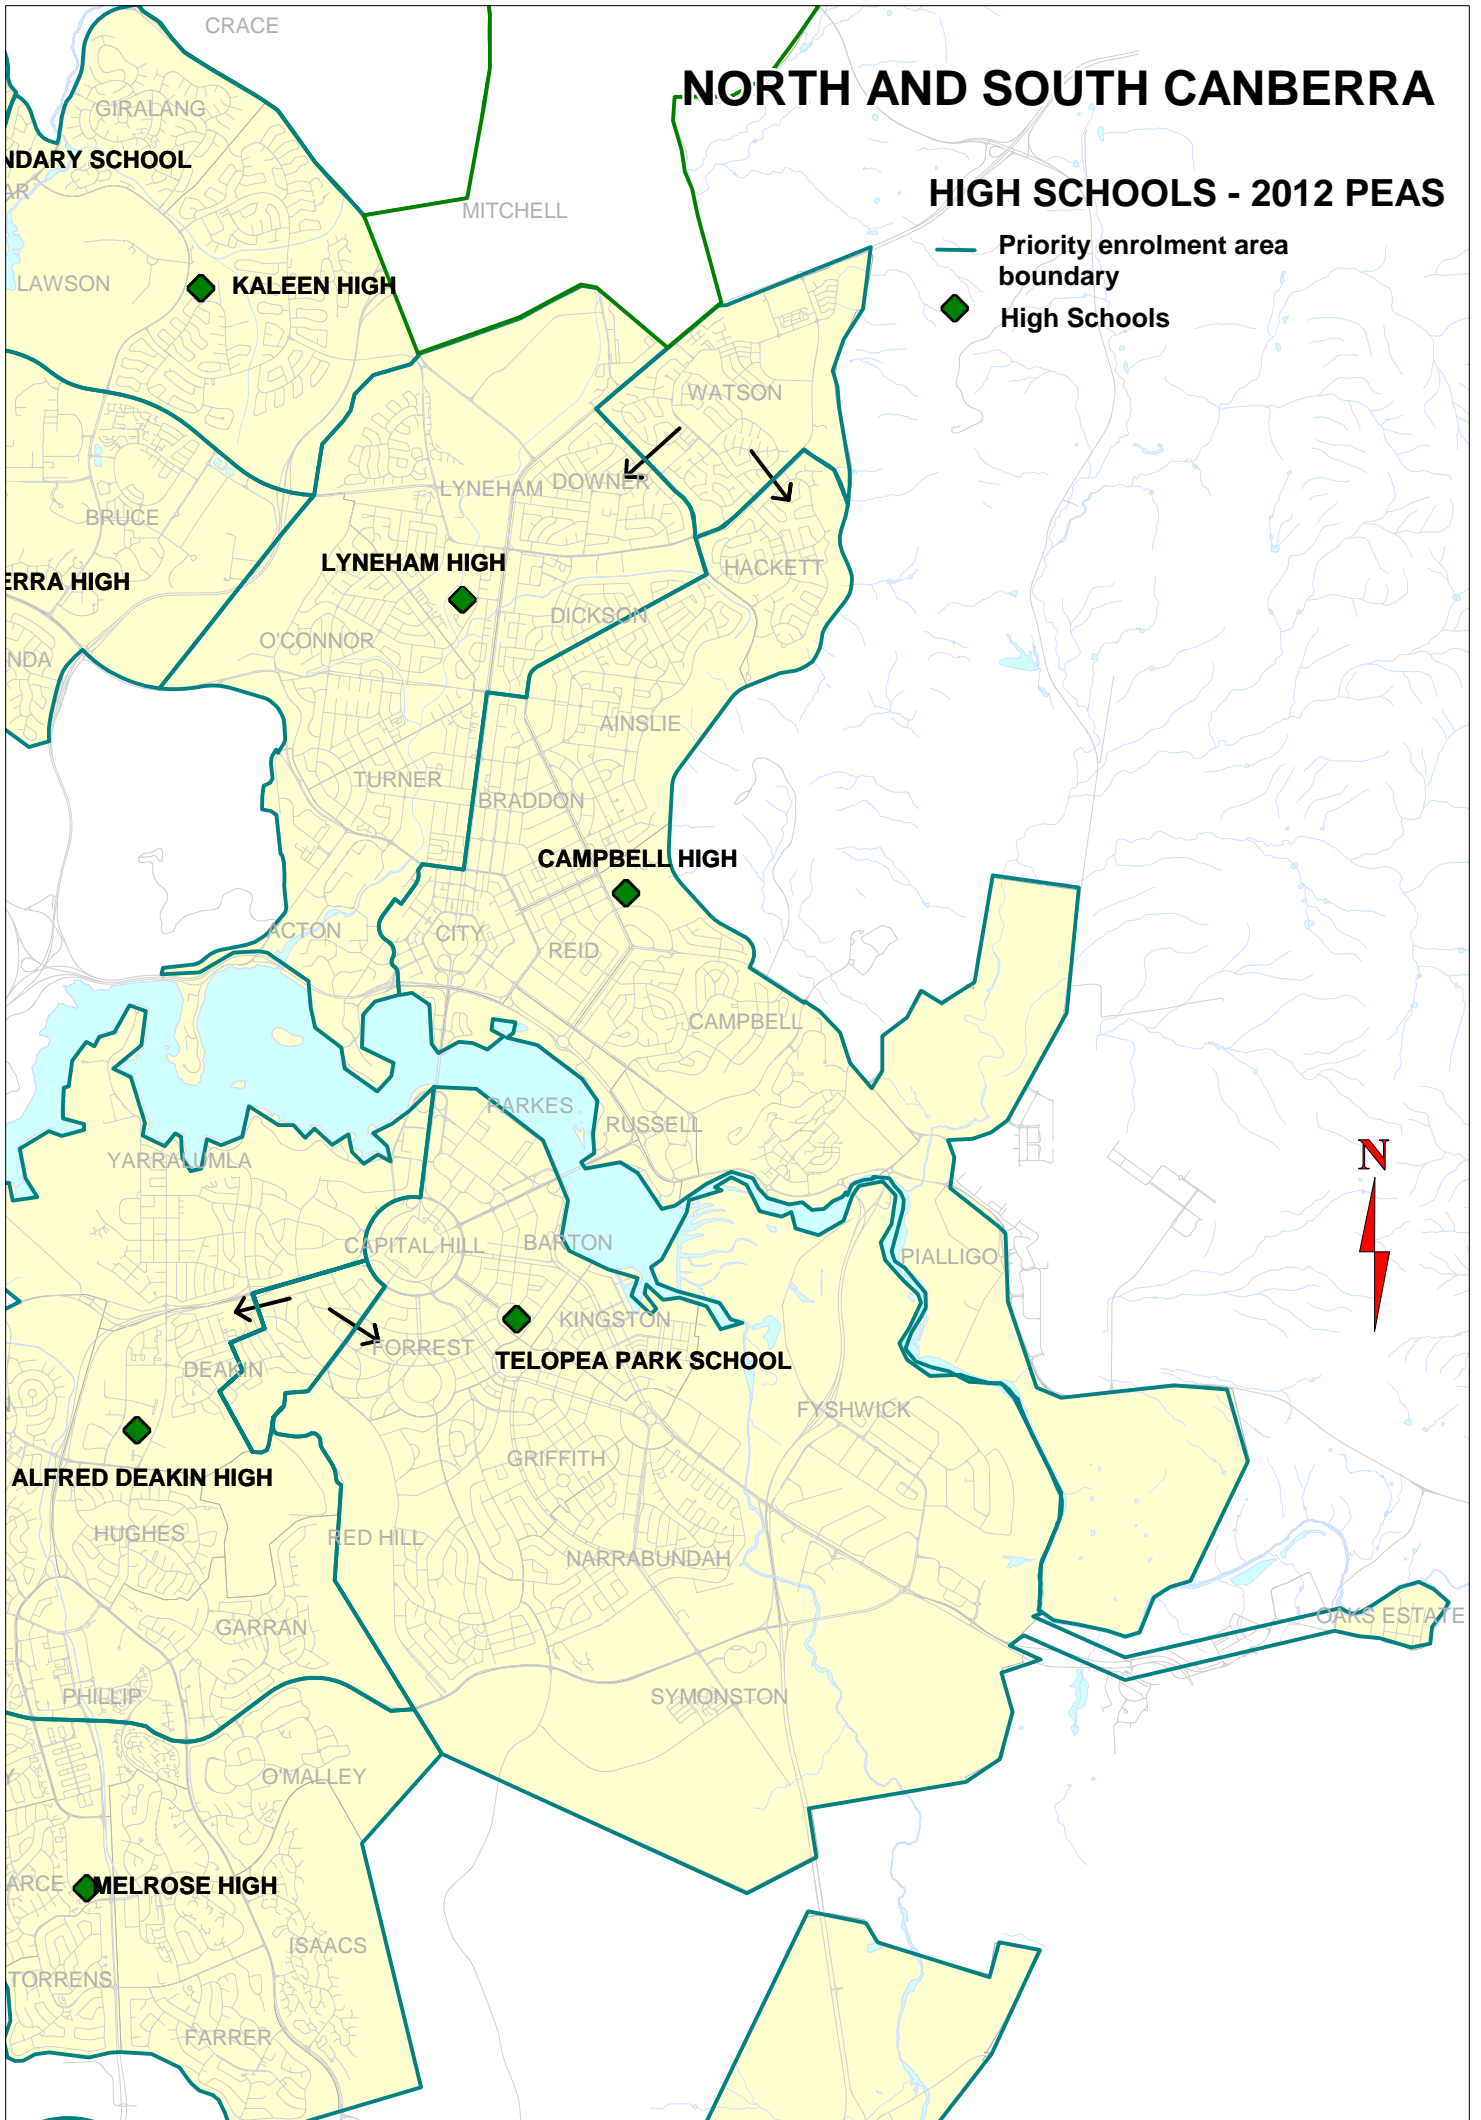 CRACE
NORTH AND SOUTH CANBERRA
GIRALANG
NDARY SCHOOL
AR
HIGH SCHOOLS - 2012 PEAS
MITCHELL
Priority enrolment area
boundary
High Schools
LAWSON
KALEEN HIGH
WATSON
LYNEHAM
DOWNER
BRUCE
LYNEHAM HIGH
HACKETT
ERRA HIGH
DICKSON
O'CONNOR
NDA
AINSLIE
TURNER
BRADDON
CAMPBELL HIGH
ACTON
CITY
REID
CAMPBELL
PARKES
RUSSELL
YARRALUMLA
N
CAPITAL HILL
BARTON
PIALLIGO
KINGSTON
FORREST
TELOPEA PARK SCHOOL
DEAKIN
N
FYSHWICK
GRIFFITH
ALFRED DEAKIN HIGH
HUGHES
RED HILL
NARRABUNDAH
GARRAN
OAKS ESTATE
PHILLIP
SYMONSTON
Y
O'MALLEY
ARCE
MELROSE HIGH
ISAACS
TORRENS
FARRER